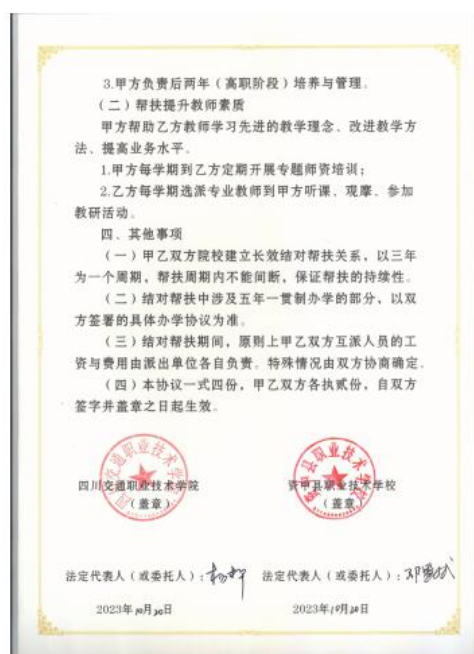 3.甲方负责后两年（高职阶段）培养与管理。
（二）帮扶提升教师素质
甲方帮助乙方教师学习先进的教学理念、改进教学方
法、提高业务水平。
1.甲方每学期到乙方定期开展专题师资培训；
2.乙方每学期选派专业教师到甲方听课、观摩、参加
教研活动。
四、其他事项
（一）甲乙双方院校建立长效结对帮扶关系，以三年
为一个周期，帮扶周期内不能间断，保证帮扶的持续性。
（二）结对帮扶中涉及五年一贯制办学的部分，以双
方签署的具体办学协议为准。
（三）结对帮扶期间，原则上甲乙双方互派人员的工
资与费用由派出单位各自负责。特殊情况由双方协商确定。
（四）本协议一式四份，甲乙双方各执贰份，自双方
签字并盖章之日起生效。
四川交通职业技术学院 资中县职业技术学校
（盖章） （盖章）
法定代表人（或委托人）： 法定代表人（或委托人）：
2023年10月20日 2023年10月20日